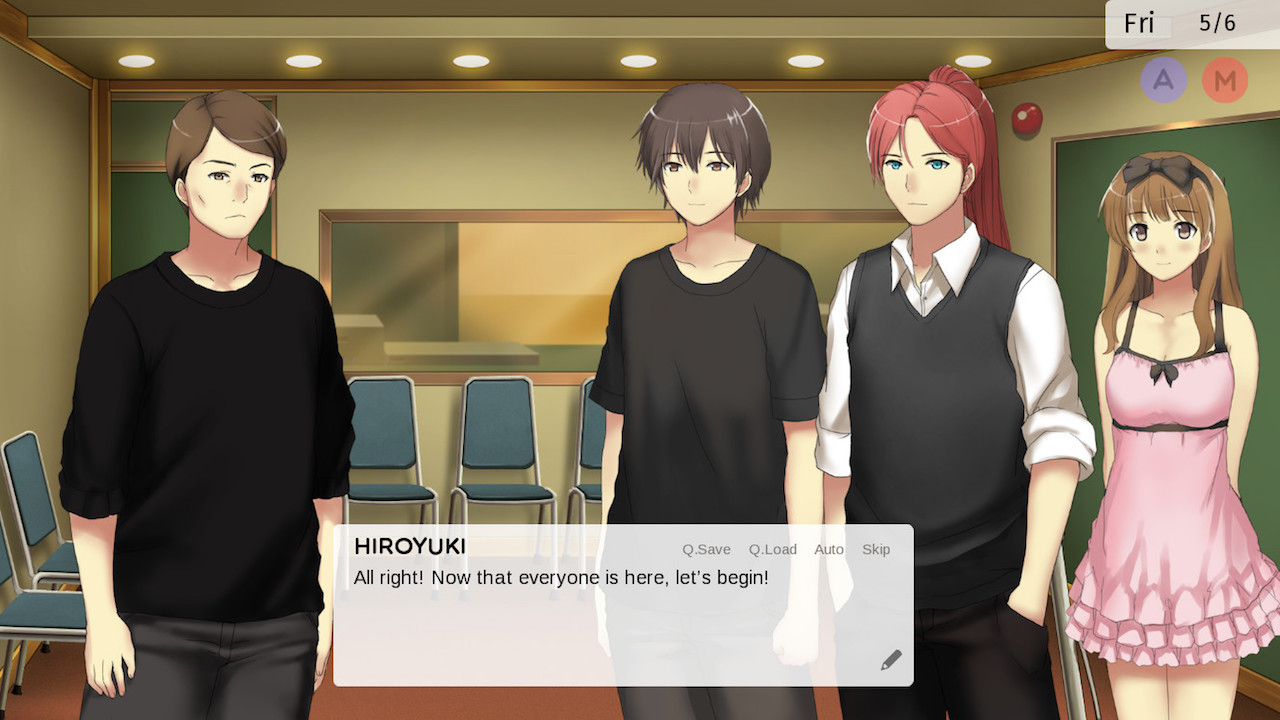 Fri 5/6
A M
HIROYUKI Q.Save Q.Load Auto Skip
All right! Now that everyone is here, let's begin!